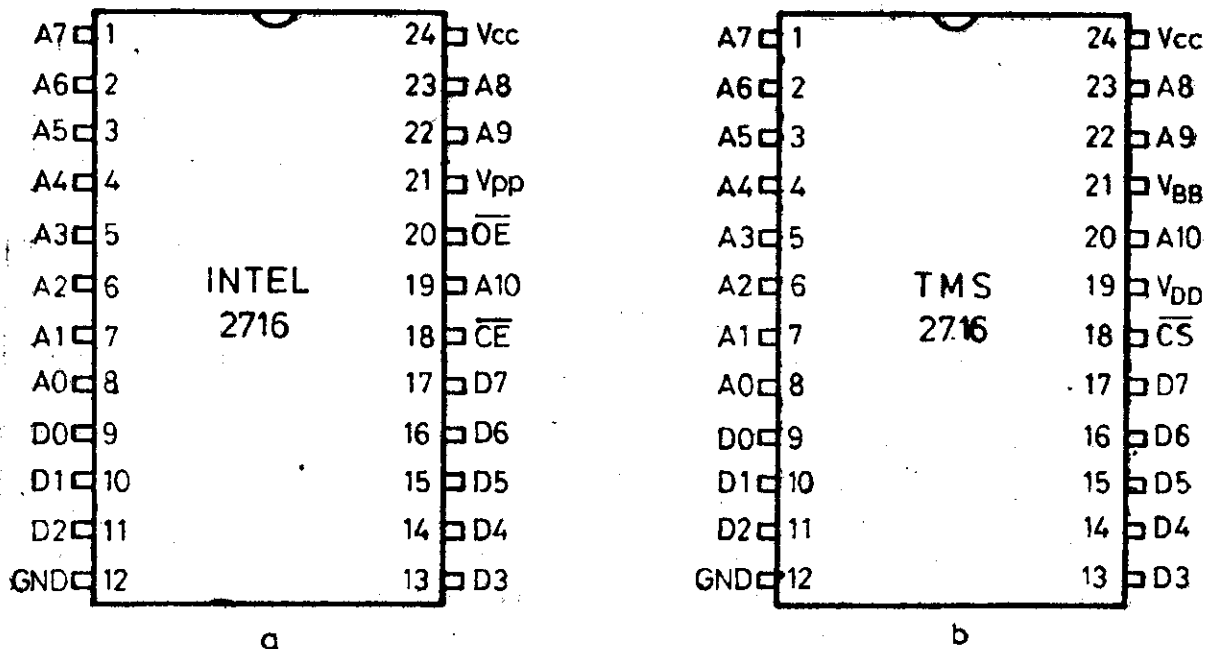 A7 1 24 Vcc
A6 2 23 A8
A5 3 22 A9
A4 4 21 Vpp
A3 5 20 O̅E̅
A2 6 19 A10
A1 7 18 C̅E̅
A0 8 17 D7
D0 9 16 D6
D1 10 15 D5
D2 11 14 D4
GND 12 13 D3
INTEL
2716
a
A7 1 24 Vcc
A6 2 23 A8
A5 3 22 A9
A4 4 21 VBB
A3 5 20 A10
A2 6 19 VDD
A1 7 18 C̅S̅
A0 8 17 D7
D0 9 16 D6
D1 10 15 D5
D2 11 14 D4
GND 12 13 D3
TMS
2716
b